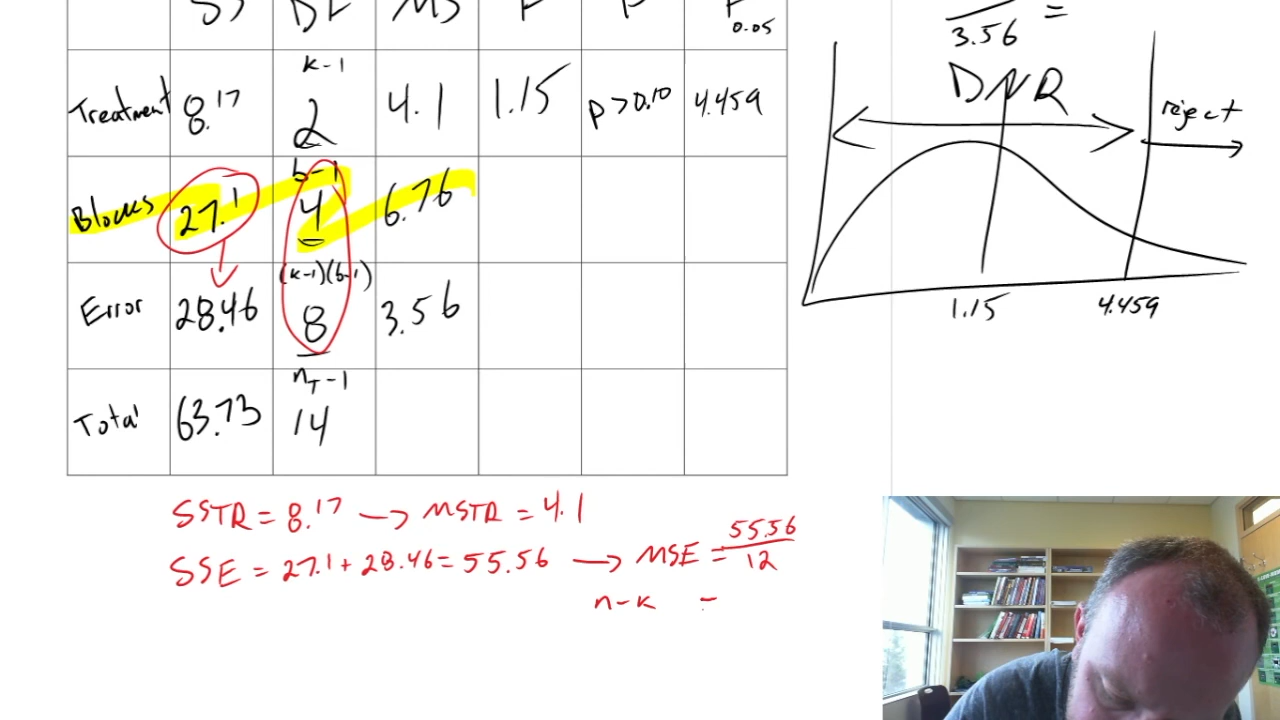 SS DF MS F P F0.05
Treatment 8.17 k-1 2 4.1 1.15 p > 0.10 4.459
Blocks 27.1 b-1 4 6.76
Error 28.46 (k-1)(b-1) 8 3.56
Total 63.73 nT-1 14
SSTR = 8.17 → MSTR = 4.1
SSE = 27.1 + 28.46 = 55.56 → MSE = 55.56/12
n-k =
3.56 =
DNR
reject
1.15 4.459